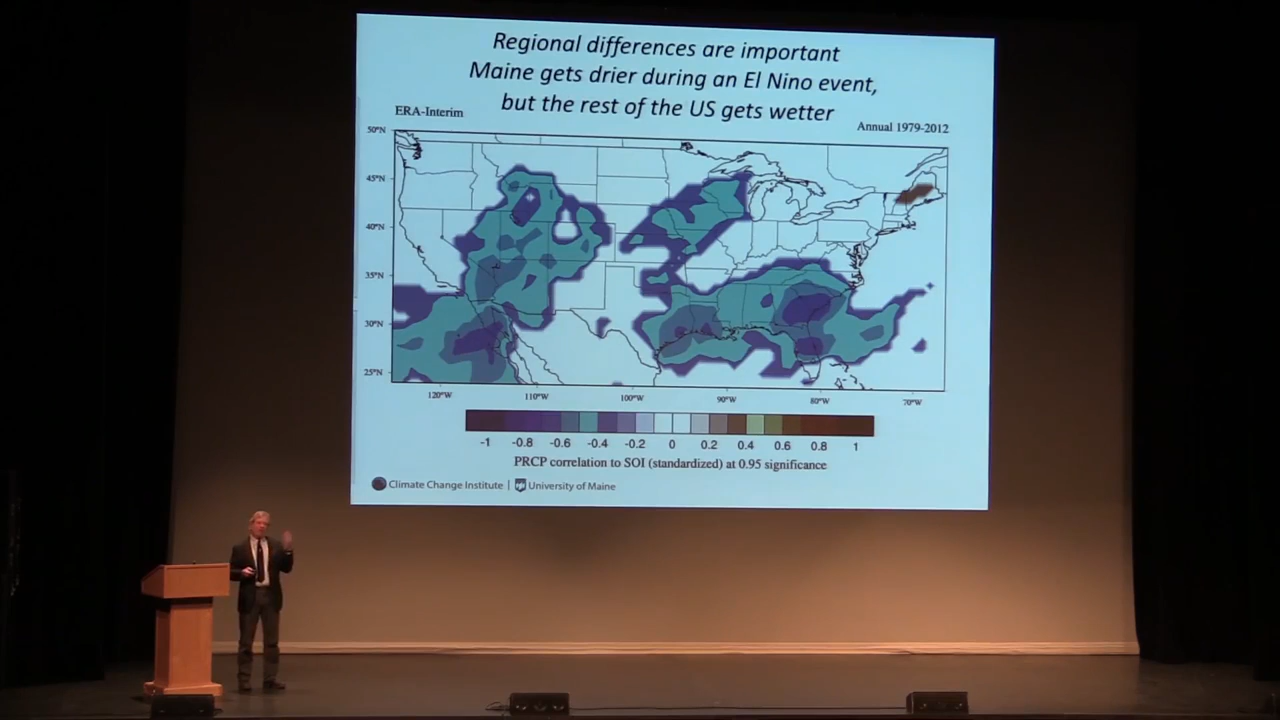 Regional differences are important
Maine gets drier during an El Nino event,
but the rest of the US gets wetter
ERA-Interim
Annual 1979-2012
50°N
45°N
40°N
35°N
30°N
25°N
120°W 110°W 100°W 90°W 80°W 70°W
-1 -0.8 -0.6 -0.4 -0.2 0 0.2 0.4 0.6 0.8 1
PRCP correlation to SOI (standardized) at 0.95 significance
Climate Change Institute | University of Maine